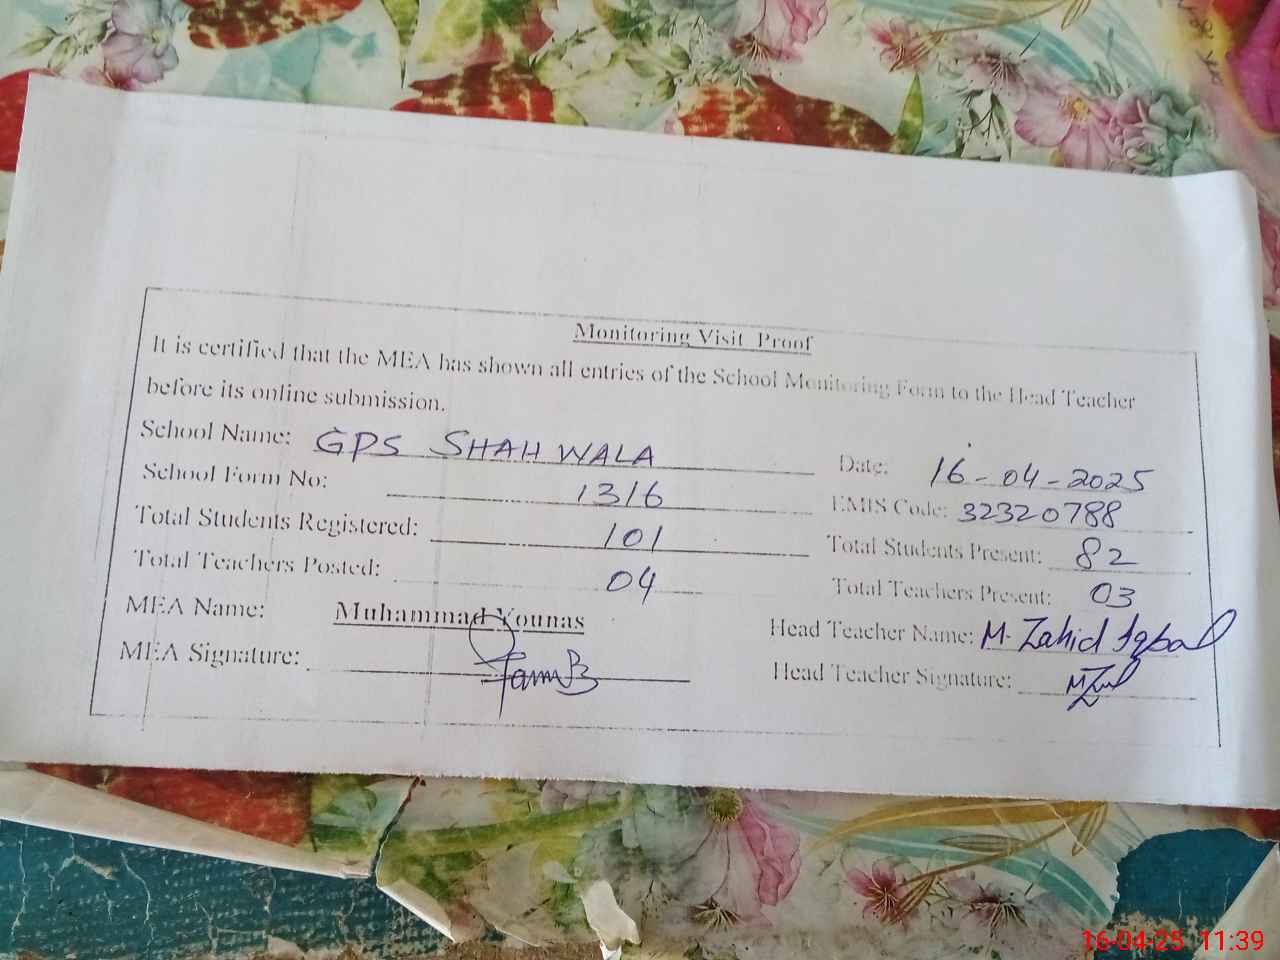 Monitoring Visit Proof
It is certified that the MEA has shown all entries of the School Monitoring Form to the Head Teacher
before its online submission.
School Name: GPS SHAH WALA Date: 16-04-2025
School Form No: 1316 EMIS Code: 32320788
Total Students Registered: 101 Total Students Present: 82
Total Teachers Posted: 04 Total Teachers Present: 03
MEA Name: Muhammad Younas Head Teacher Name: M. Zahid Iqbal
MEA Signature: Head Teacher Signature:
16-04-25 11:39